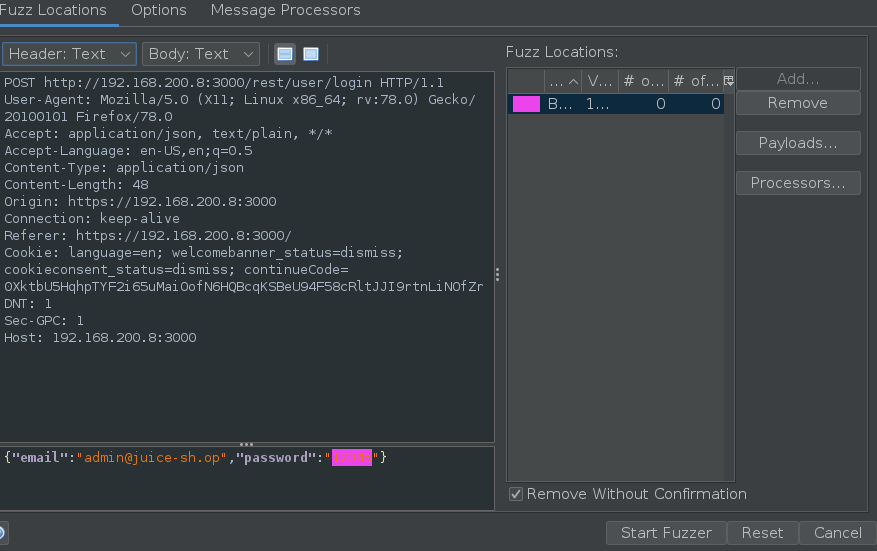 Fuzz Locations Options Message Processors
Header: Text Body: Text
POST http://192.168.200.8:3000/rest/user/login HTTP/1.1
User-Agent: Mozilla/5.0 (X11; Linux x86_64; rv:78.0) Gecko/
20100101 Firefox/78.0
Accept: application/json, text/plain, */*
Accept-Language: en-US,en;q=0.5
Content-Type: application/json
Content-Length: 48
Origin: https://192.168.200.8:3000
Connection: keep-alive
Referer: https://192.168.200.8:3000/
Cookie: language=en; welcomebanner_status=dismiss;
cookieconsent_status=dismiss; continueCode=
0XktbU5HqhpTYF2i65uMaiOofN6HQBcqKSBeU94F58cRltJJI9rtnLiNOfZr
DNT: 1
Sec-GPC: 1
Host: 192.168.200.8:3000
{"email":"admin@juice-sh.op","password":""}
Fuzz Locations:
... V... # o... # of...
B... 1... 0 0
Add...
Remove
Payloads...
Processors...
Remove Without Confirmation
Start Fuzzer Reset Cancel